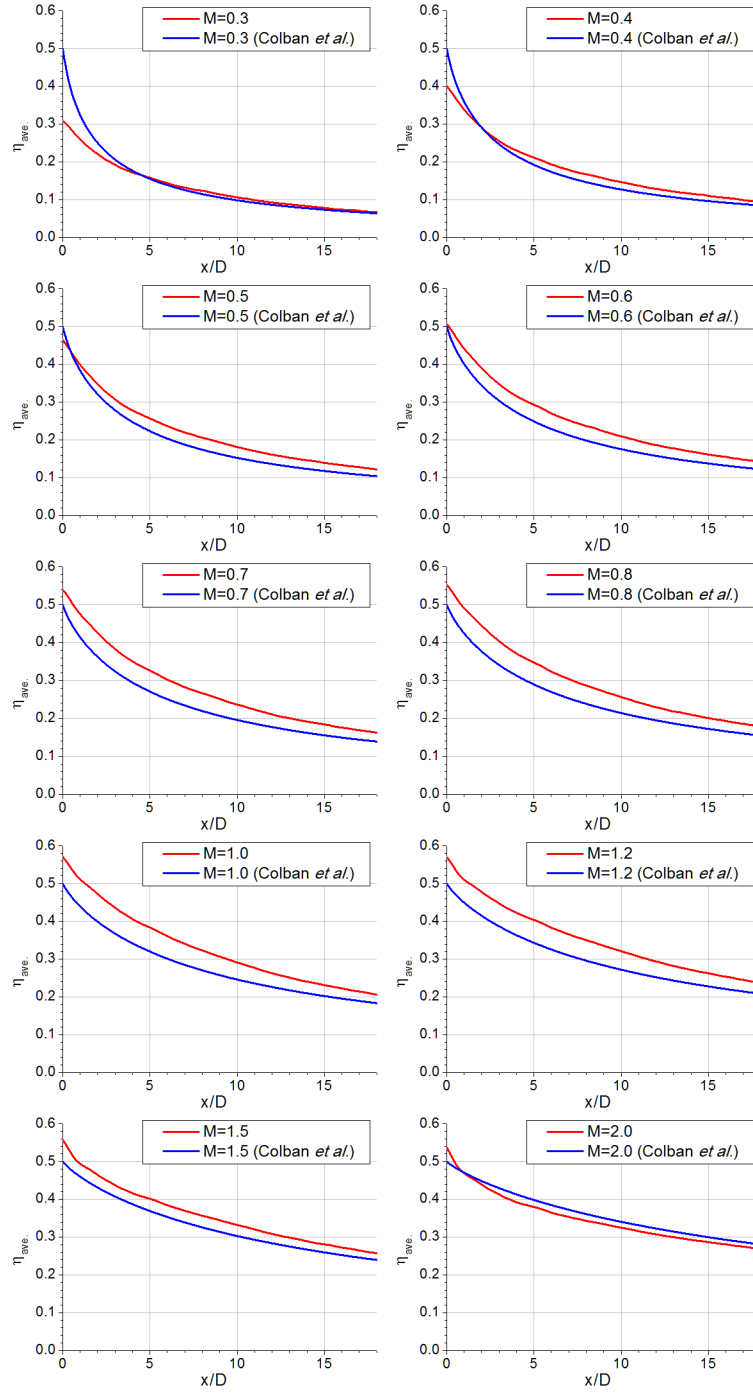 M=0.3
M=0.3 (Colban et al.)
0.6
0.5
0.4
0.3
0.2
0.1
0.0
ηave.
0 5 10 15
x/D
M=0.4
M=0.4 (Colban et al.)
0.6
0.5
0.4
0.3
0.2
0.1
0.0
ηave.
0 5 10 15
x/D
M=0.5
M=0.5 (Colban et al.)
0.6
0.5
0.4
0.3
0.2
0.1
0.0
ηave.
0 5 10 15
x/D
M=0.6
M=0.6 (Colban et al.)
0.6
0.5
0.4
0.3
0.2
0.1
0.0
ηave.
0 5 10 15
x/D
M=0.7
M=0.7 (Colban et al.)
0.6
0.5
0.4
0.3
0.2
0.1
0.0
ηave.
0 5 10 15
x/D
M=0.8
M=0.8 (Colban et al.)
0.6
0.5
0.4
0.3
0.2
0.1
0.0
ηave.
0 5 10 15
x/D
M=1.0
M=1.0 (Colban et al.)
0.6
0.5
0.4
0.3
0.2
0.1
0.0
ηave.
0 5 10 15
x/D
M=1.2
M=1.2 (Colban et al.)
0.6
0.5
0.4
0.3
0.2
0.1
0.0
ηave.
0 5 10 15
x/D
M=1.5
M=1.5 (Colban et al.)
0.6
0.5
0.4
0.3
0.2
0.1
0.0
ηave.
0 5 10 15
x/D
M=2.0
M=2.0 (Colban et al.)
0.6
0.5
0.4
0.3
0.2
0.1
0.0
ηave.
0 5 10 15
x/D